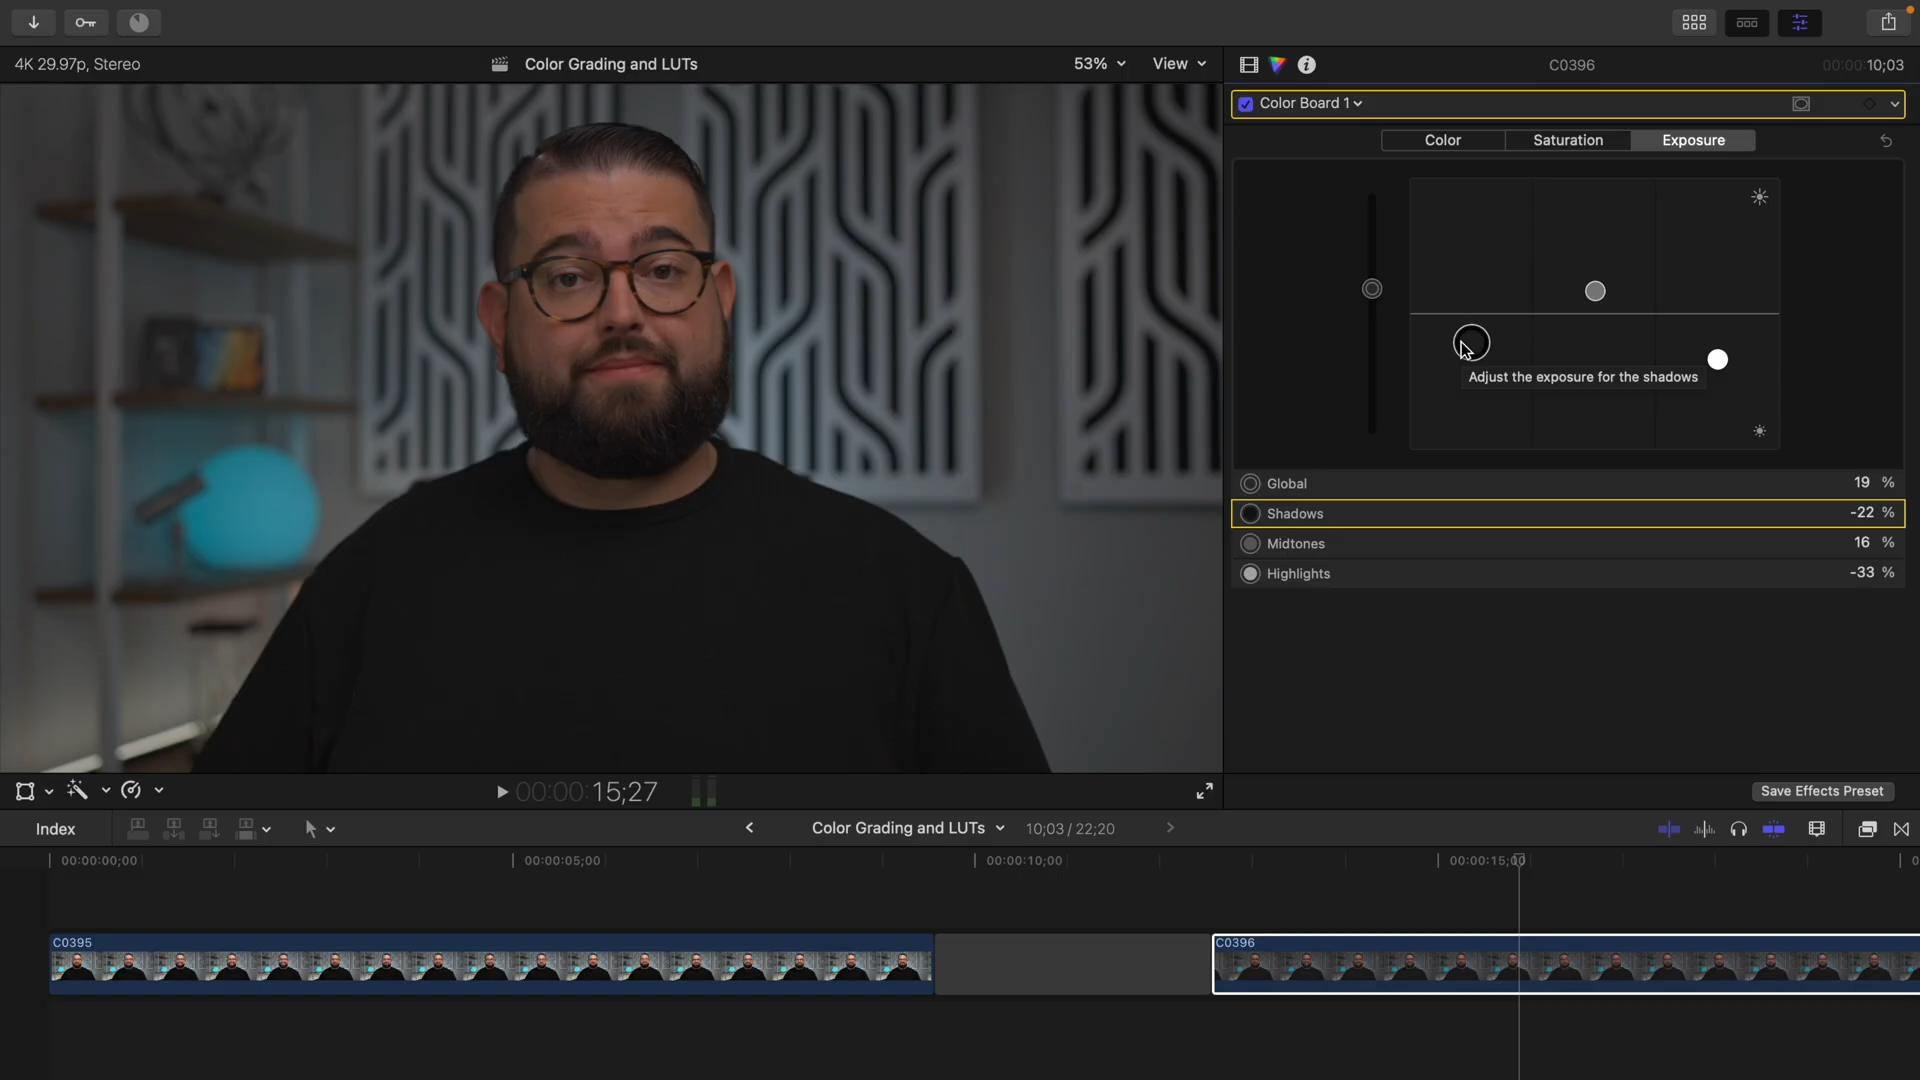 4K 29.97p, Stereo
Color Grading and LUTs
53%
View
C0396
00:00:10;03
Color Board 1
Color
Saturation
Exposure
Adjust the exposure for the shadows
Global 19 %
Shadows -22 %
Midtones 16 %
Highlights -33 %
00:00:15;27
Save Effects Preset
Index
Color Grading and LUTs
10;03 / 22;20
00:00:00;00
00:00:05;00
00:00:10;00
00:00:15;00
0
C0395
C0396